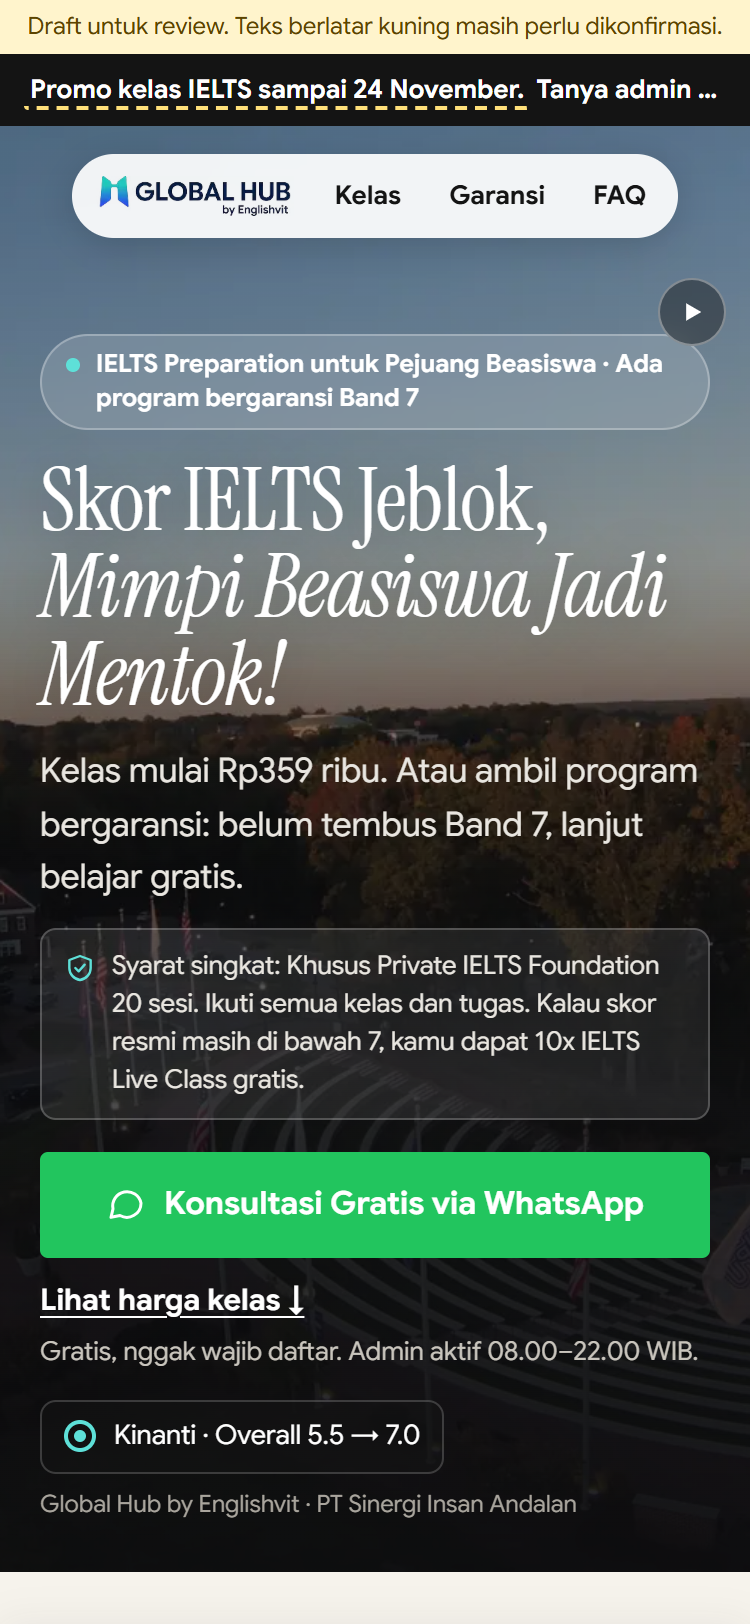 Draft untuk review. Teks berlatar kuning masih perlu dikonfirmasi.
Promo kelas IELTS sampai 24 November. Tanya admin ...
GLOBAL HUB
by Englishvit
Kelas
Garansi
FAQ
IELTS Preparation untuk Pejuang Beasiswa · Ada
program bergaransi Band 7
Skor IELTS Jeblok,
Mimpi Beasiswa Jadi
Mentok!
Kelas mulai Rp359 ribu. Atau ambil program
bergaransi: belum tembus Band 7, lanjut
belajar gratis.
Syarat singkat: Khusus Private IELTS Foundation
20 sesi. Ikuti semua kelas dan tugas. Kalau skor
resmi masih di bawah 7, kamu dapat 10x IELTS
Live Class gratis.
Konsultasi Gratis via WhatsApp
Lihat harga kelas ↓
Gratis, nggak wajib daftar. Admin aktif 08.00–22.00 WIB.
Kinanti · Overall 5.5 → 7.0
Global Hub by Englishvit · PT Sinergi Insan Andalan